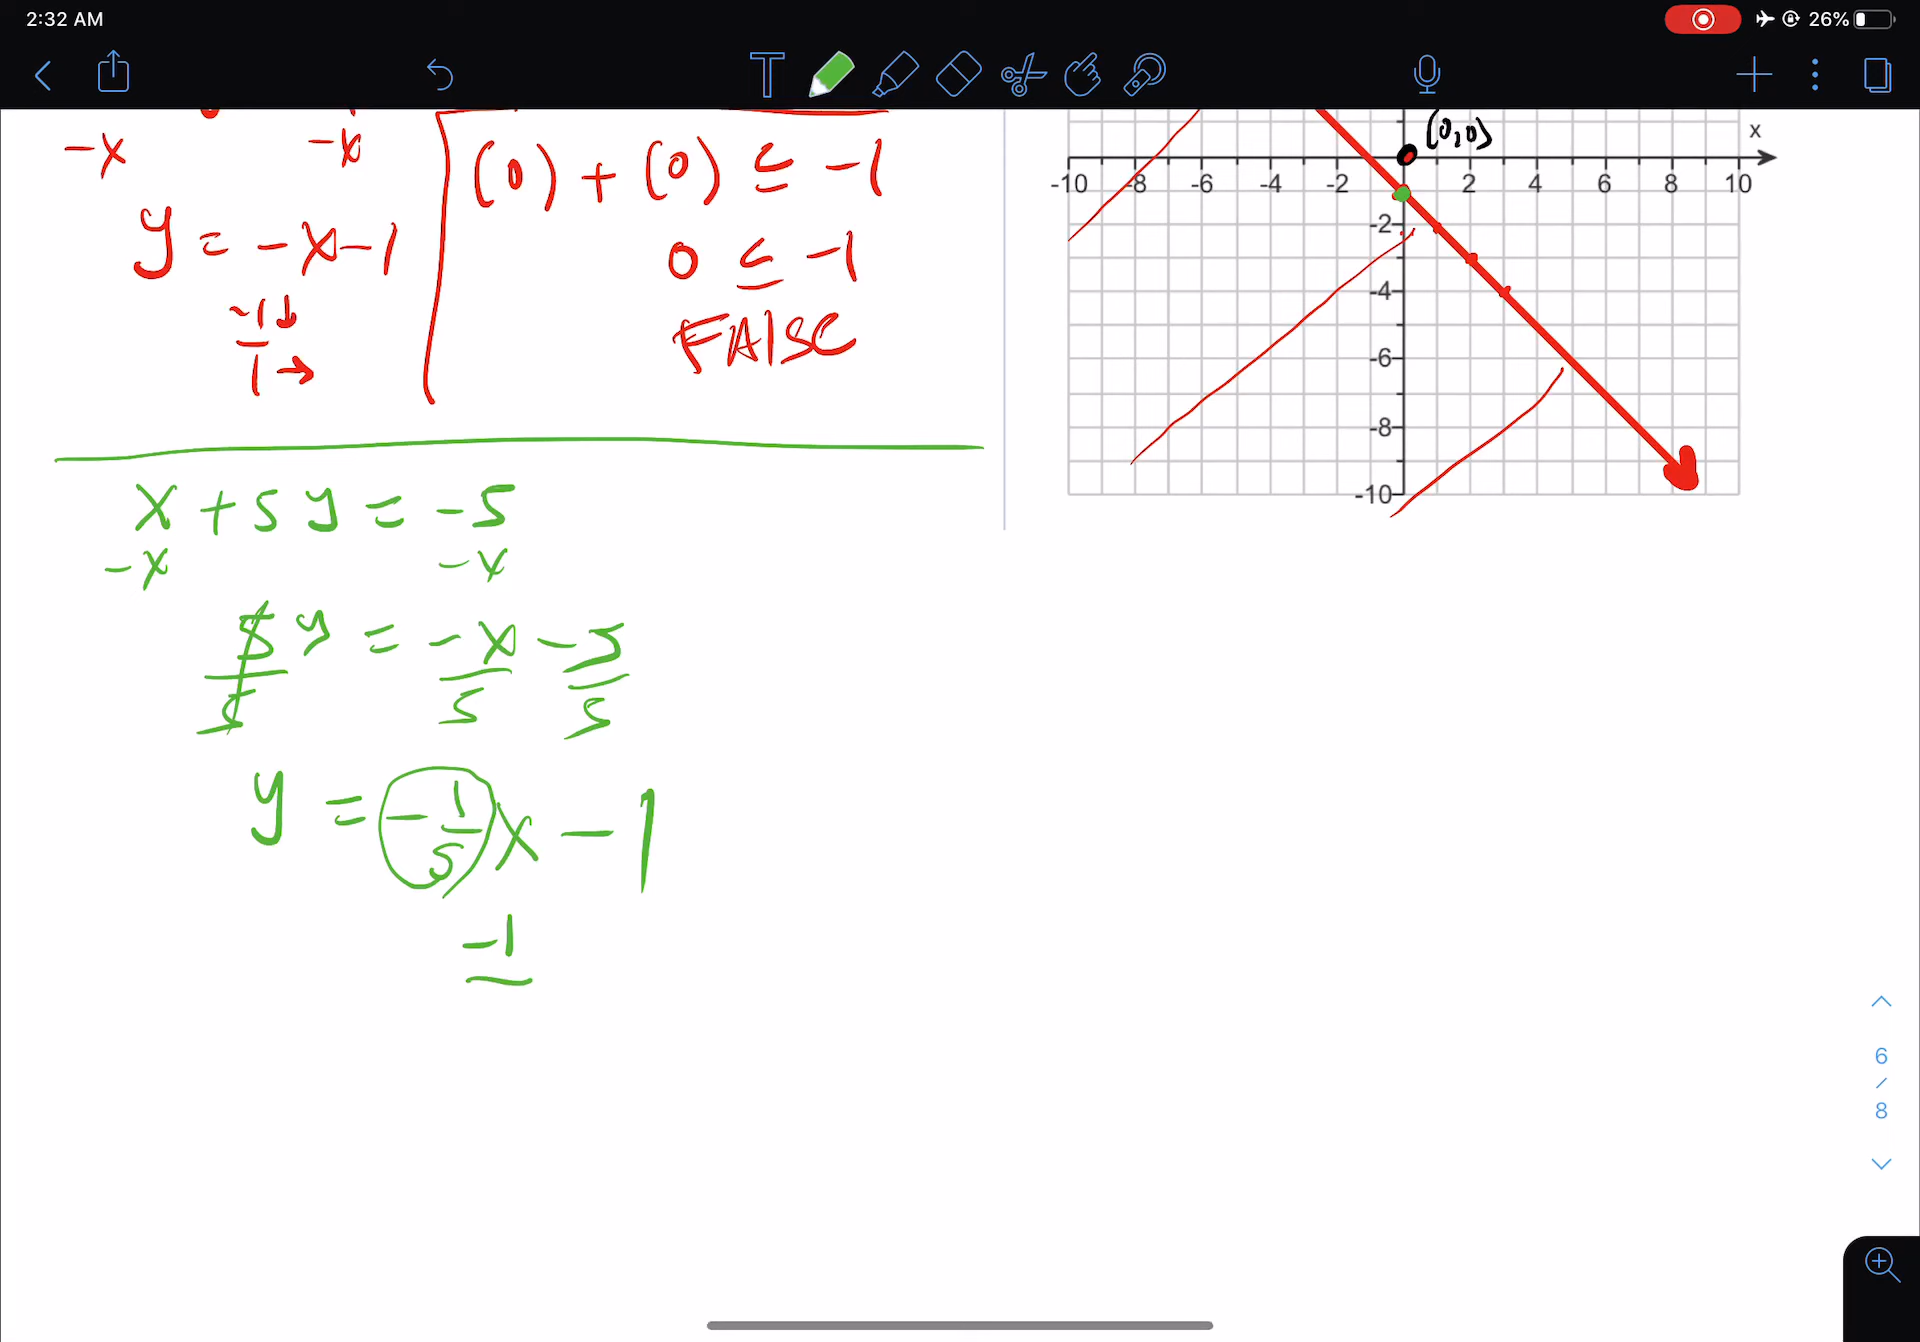 2:32 AM
26%
T
-x -x
y = -x-1
-1↓
1→
(0) + (0) ≤ -1
0 ≤ -1
FALSE
(0,0)
x
-10 -8 -6 -4 -2 2 4 6 8 10
-2
-4
-6
-8
-10
x + 5y = -5
-x -x
5y = -x - 5
5 5 5
y = -1/5 x - 1
-1
6
/
8